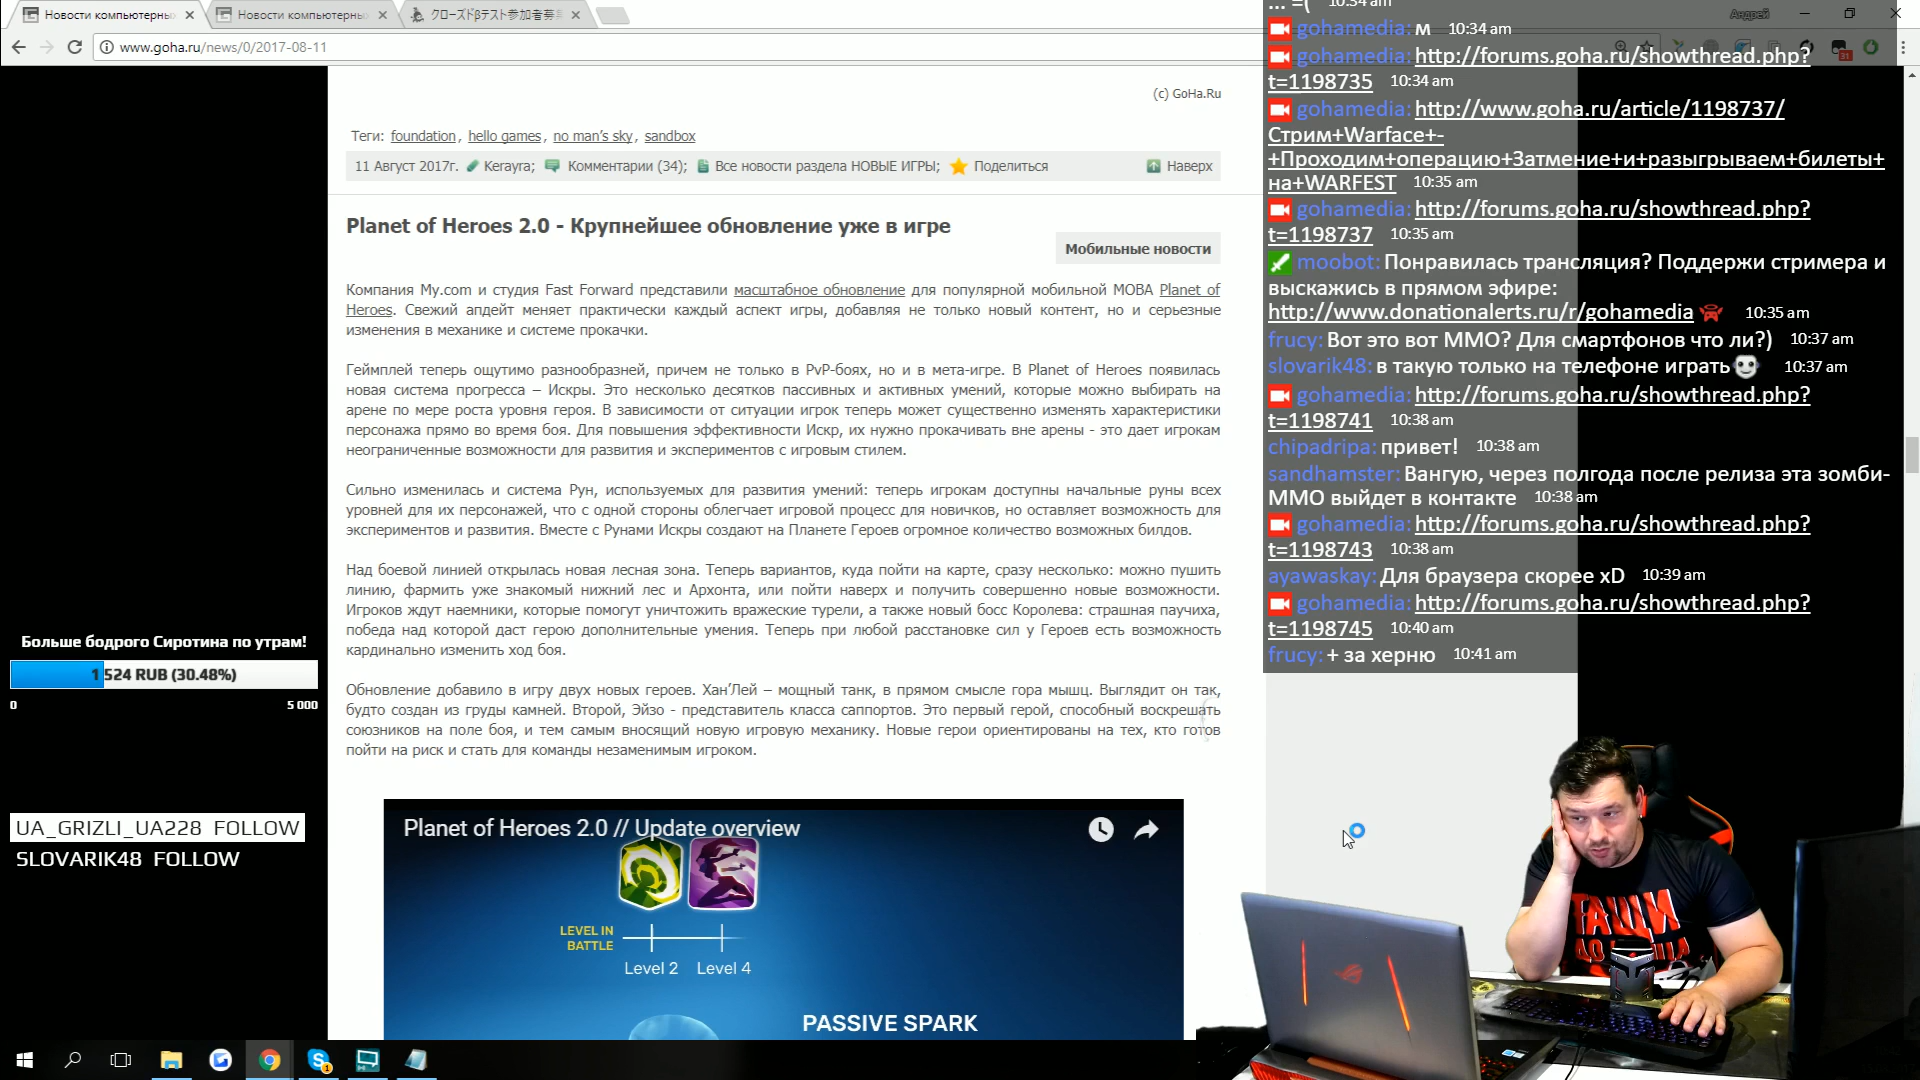 Новости компьютерны
Новости компьютерны
クローズドβテスト参加者募集
Андрей
www.goha.ru/news/0/2017-08-11
31
(c) GoHa.Ru
Теги: foundation, hello games, no man's sky, sandbox
11 Август 2017г. Kerayra; Комментарии (34); Все новости раздела НОВЫЕ ИГРЫ; Поделиться Наверх
Planet of Heroes 2.0 - Крупнейшее обновление уже в игре
Мобильные новости
Компания My.com и студия Fast Forward представили масштабное обновление для популярной мобильной MOBA Planet of
Heroes. Свежий апдейт меняет практически каждый аспект игры, добавляя не только новый контент, но и серьезные
изменения в механике и системе прокачки.
Геймплей теперь ощутимо разнообразней, причем не только в PvP-боях, но и в мета-игре. В Planet of Heroes появилась
новая система прогресса – Искры. Это несколько десятков пассивных и активных умений, которые можно выбирать на
арене по мере роста уровня героя. В зависимости от ситуации игрок теперь может существенно изменять характеристики
персонажа прямо во время боя. Для повышения эффективности Искр, их нужно прокачивать вне арены - это дает игрокам
неограниченные возможности для развития и экспериментов с игровым стилем.
Сильно изменилась и система Рун, используемых для развития умений: теперь игрокам доступны начальные руны всех
уровней для их персонажей, что с одной стороны облегчает игровой процесс для новичков, но оставляет возможность для
экспериментов и развития. Вместе с Рунами Искры создают на Планете Героев огромное количество возможных билдов.
Над боевой линией открылась новая лесная зона. Теперь вариантов, куда пойти на карте, сразу несколько: можно пушить
линию, фармить уже знакомый нижний лес и Архонта, или пойти наверх и получить совершенно новые возможности.
Игроков ждут наемники, которые помогут уничтожить вражеские турели, а также новый босс Королева: страшная паучиха,
победа над которой даст герою дополнительные умения. Теперь при любой расстановке сил у Героев есть возможность
кардинально изменить ход боя.
Обновление добавило в игру двух новых героев. Хан'Лей – мощный танк, в прямом смысле гора мышц. Выглядит он так,
будто создан из груды камней. Второй, Эйзо - представитель класса саппортов. Это первый герой, способный воскрешать
союзников на поле боя, и тем самым вносящий новую игровую механику. Новые герои ориентированы на тех, кто готов
пойти на риск и стать для команды незаменимым игроком.
Planet of Heroes 2.0 // Update overview
LEVEL IN
BATTLE
Level 2 Level 4
PASSIVE SPARK
Больше бодрого Сиротина по утрам!
1 524 RUB (30.48%)
0 5 000
UA_GRIZLI_UA228 FOLLOW
SLOVARIK48 FOLLOW
... =( 10:34 am
gohamedia: м 10:34 am
gohamedia: http://forums.goha.ru/showthread.php?
t=1198735 10:34 am
gohamedia: http://www.goha.ru/article/1198737/
Стрим+Warface+-
+Проходим+операцию+Затмение+и+разыгрываем+билеты+
на+WARFEST 10:35 am
gohamedia: http://forums.goha.ru/showthread.php?
t=1198737 10:35 am
moobot: Понравилась трансляция? Поддержи стримера и
выскажись в прямом эфире:
http://www.donationalerts.ru/r/gohamedia 10:35 am
frucy: Вот это вот ММО? Для смартфонов что ли?) 10:37 am
slovarik48: в такую только на телефоне играть 10:37 am
gohamedia: http://forums.goha.ru/showthread.php?
t=1198741 10:38 am
chipadripa: привет! 10:38 am
sandhamster: Вангую, через полгода после релиза эта зомби-
ММО выйдет в контакте 10:38 am
gohamedia: http://forums.goha.ru/showthread.php?
t=1198743 10:38 am
ayawaskay: Для браузера скорее xD 10:39 am
gohamedia: http://forums.goha.ru/showthread.php?
t=1198745 10:40 am
frucy: + за херню 10:41 am
ТАЩИ